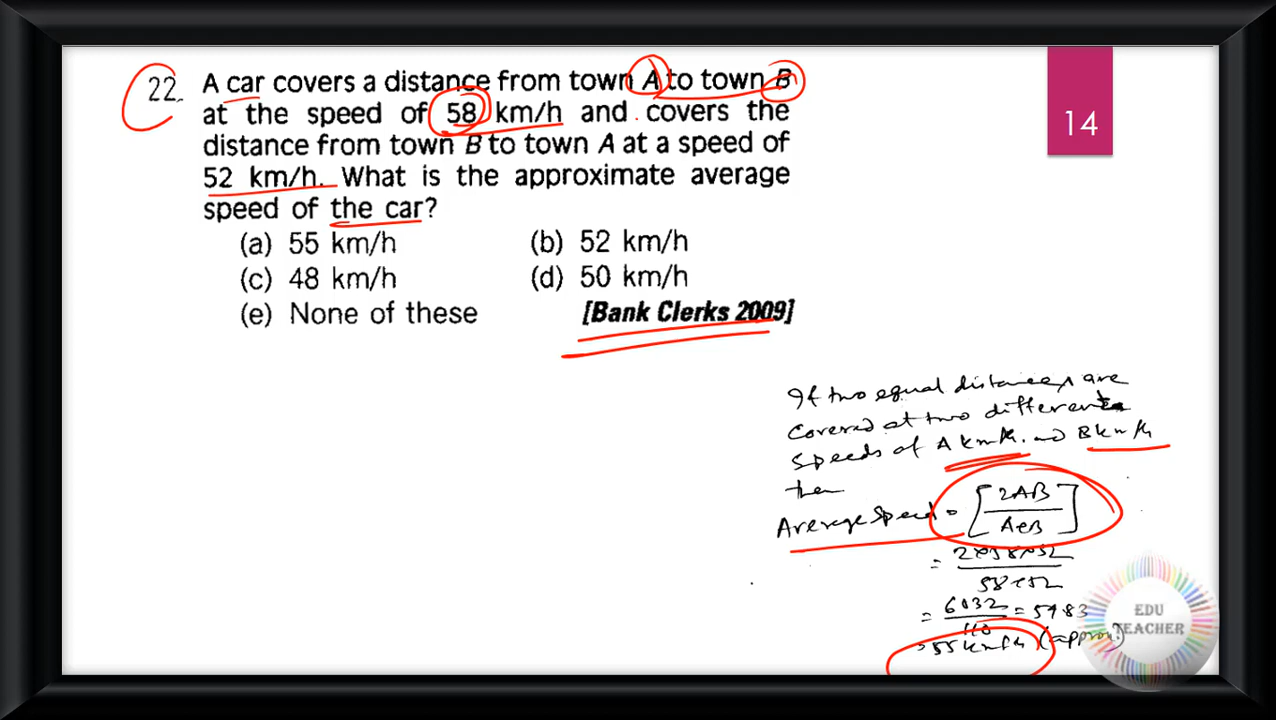 22. A car covers a distance from town A to town B
at the speed of 58 km/h and covers the
distance from town B to town A at a speed of
52 km/h. What is the approximate average
speed of the car?
(a) 55 km/h (b) 52 km/h
(c) 48 km/h (d) 50 km/h
(e) None of these [Bank Clerks 2009]
14
If two equal distances are
covered at two different
speeds of A km/h. and B km/h
then
Average Speed = [2AB/A+B]
= 2×58×52/58+52
= 6032/110 = 5483
= 55 km/h (approx.)
EDU
TEACHER